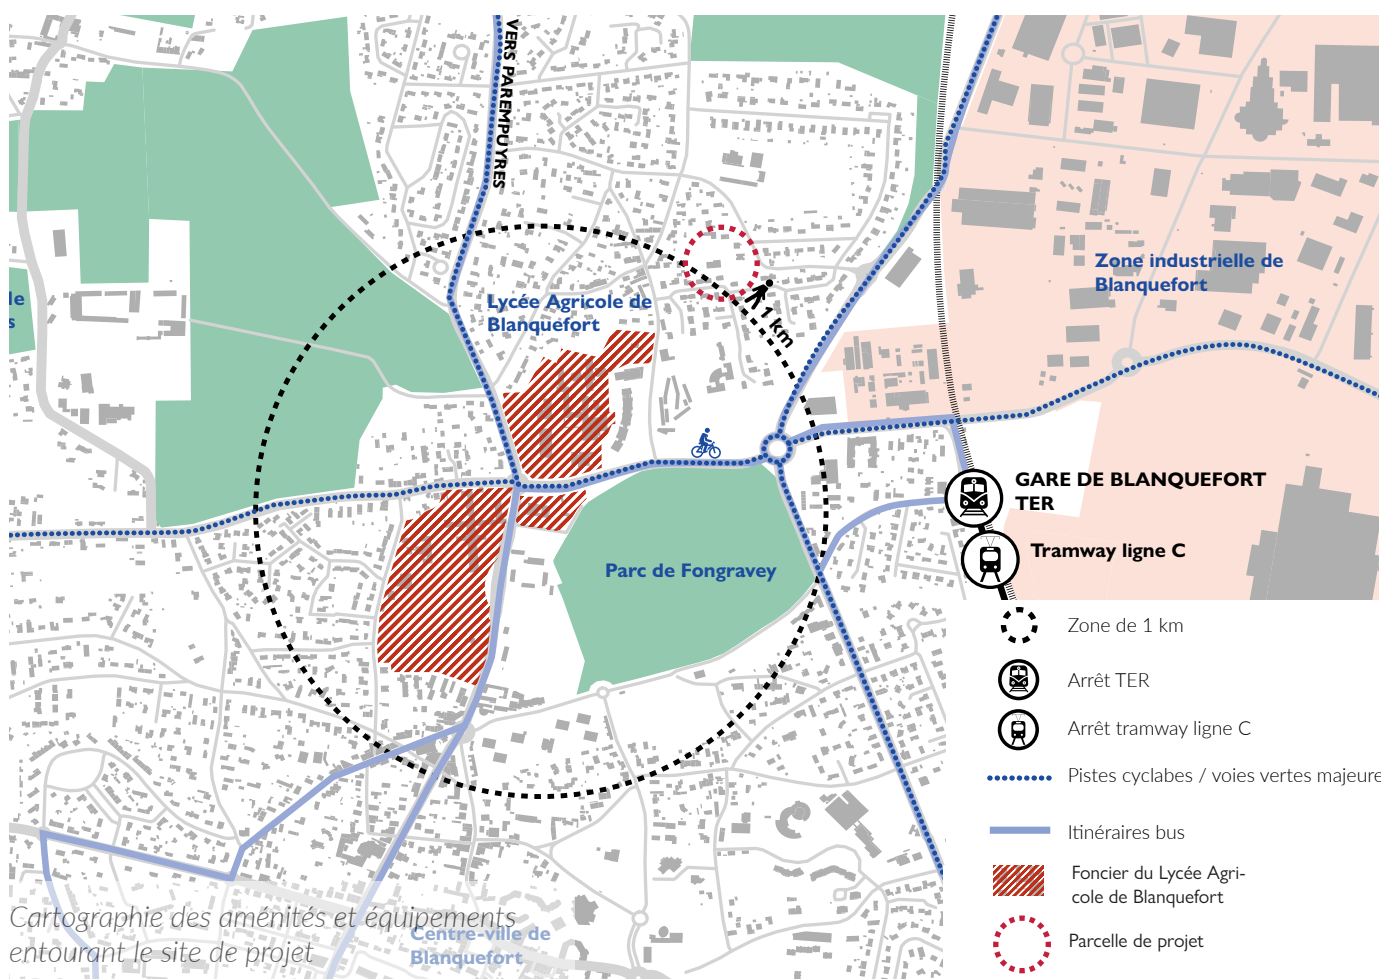 VERS PAREMPUYRES
Zone industrielle de
Blanquefort
le
s
Lycée Agricole de
Blanquefort
1 km
GARE DE BLANQUEFORT
TER
Tramway ligne C
Parc de Fongravey
Zone de 1 km
Arrêt TER
Arrêt tramway ligne C
Pistes cyclabes / voies vertes majeure
Itinéraires bus
Foncier du Lycée Agri-
cole de Blanquefort
Parcelle de projet
Centre-ville de
Blanquefort
Cartographie des aménités et équipements
entourant le site de projet